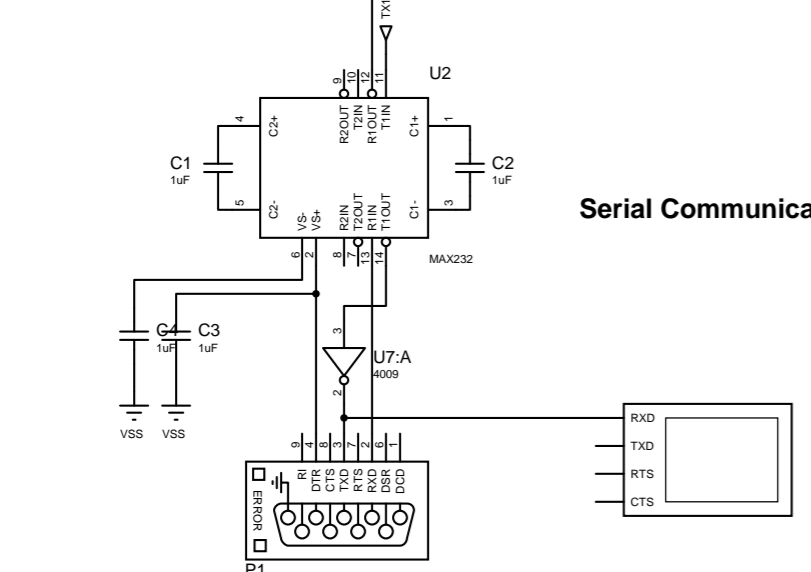 TX1
U2
9
10
12
11
R2OUT
T2IN
R1OUT
T1IN
4
C2+
C1+
1
C1
1uF
C2
1uF
5
C2-
C1-
3
Serial Communica
VS-
VS+
R2IN
T2OUT
R1IN
T1OUT
6
2
8
7
13
14
MAX232
C4
1uF
C3
1uF
3
U7:A
4009
2
VSS
VSS
RXD
TXD
RTS
CTS
9
4
8
3
7
2
6
1
RI
DTR
CTS
TXD
RTS
RXD
DSR
DCD
ERROR
P1